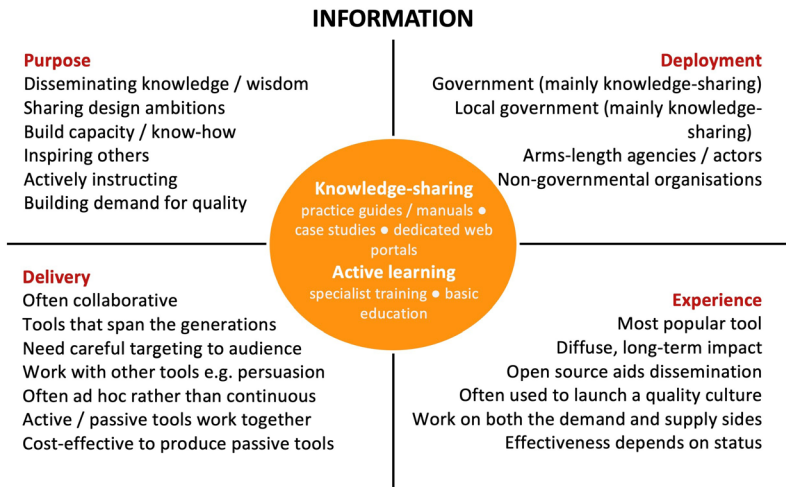 INFORMATION
Purpose
Disseminating knowledge / wisdom
Sharing design ambitions
Build capacity / know-how
Inspiring others
Actively instructing
Building demand for quality
Deployment
Government (mainly knowledge-sharing)
Local government (mainly knowledge-
sharing)
Arms-length agencies / actors
Non-governmental organisations
Knowledge-sharing
practice guides / manuals ●
case studies ● dedicated web
portals
Active learning
specialist training ● basic
education
Delivery
Often collaborative
Tools that span the generations
Need careful targeting to audience
Work with other tools e.g. persuasion
Often ad hoc rather than continuous
Active / passive tools work together
Cost-effective to produce passive tools
Experience
Most popular tool
Diffuse, long-term impact
Open source aids dissemination
Often used to launch a quality culture
Work on both the demand and supply sides
Effectiveness depends on status